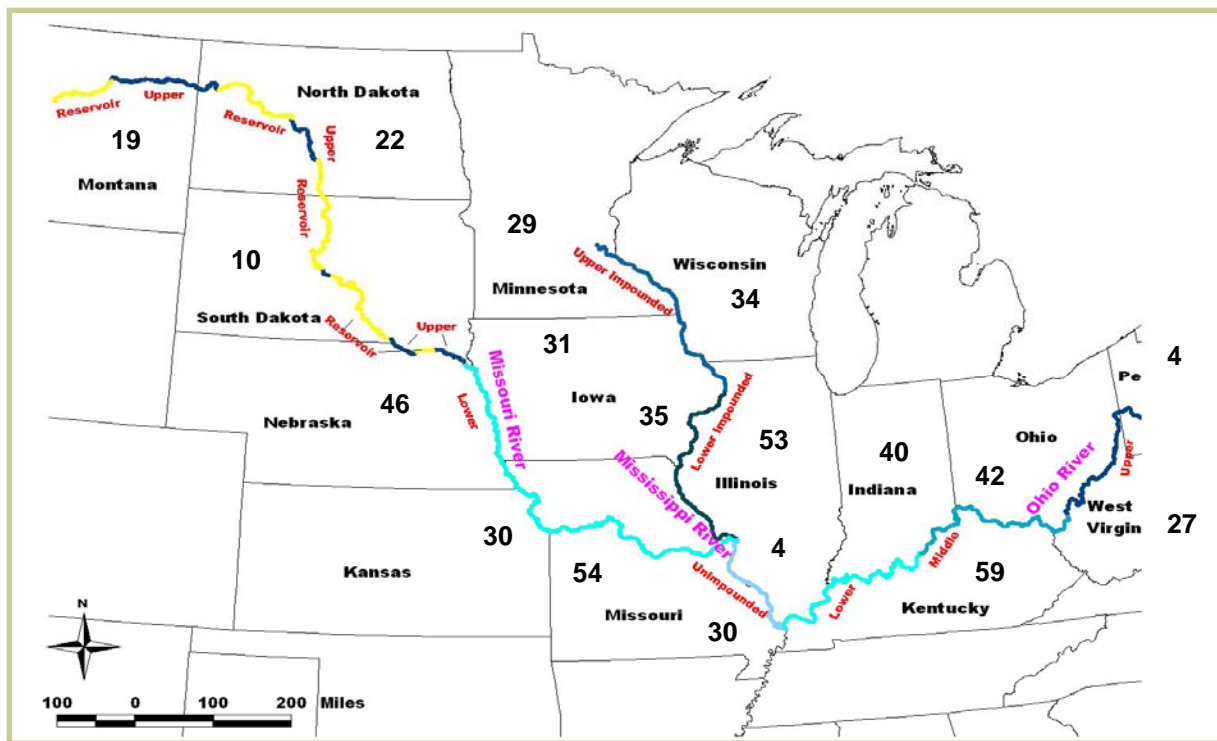 North Dakota
Upper
Reservoir
Reservoir
Upper
19
22
Montana
Reservoir
29
10
Upper Impounded
Wisconsin
34
Minnesota
South Dakota
Reservoir
Upper
31
4
Pe
Missouri River
Iowa
46
Lower
Nebraska
35
Lower Impounded
53
Ohio
40
42
Ohio River
Upper
Mississippi River
Illinois
Indiana
West
Virgin
27
30
4
Middle
Kansas
54
Unimpounded
Lower
59
Kentucky
Missouri
30
N
100 0 100 200 Miles